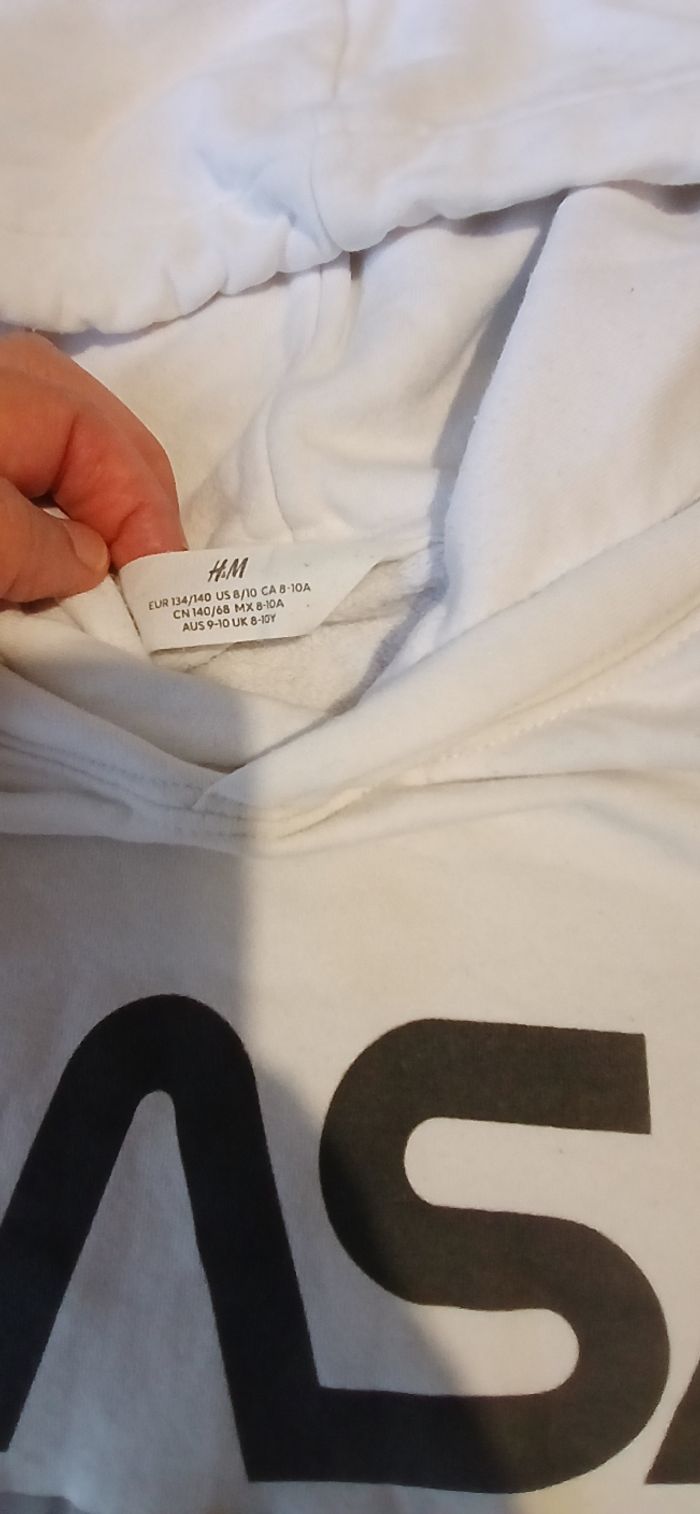 H&M
EUR 134/140 US 8/10 CA 8-10A
CN 140/68 MX 8-10A
AUS 9-10 UK 8-10Y
ASA